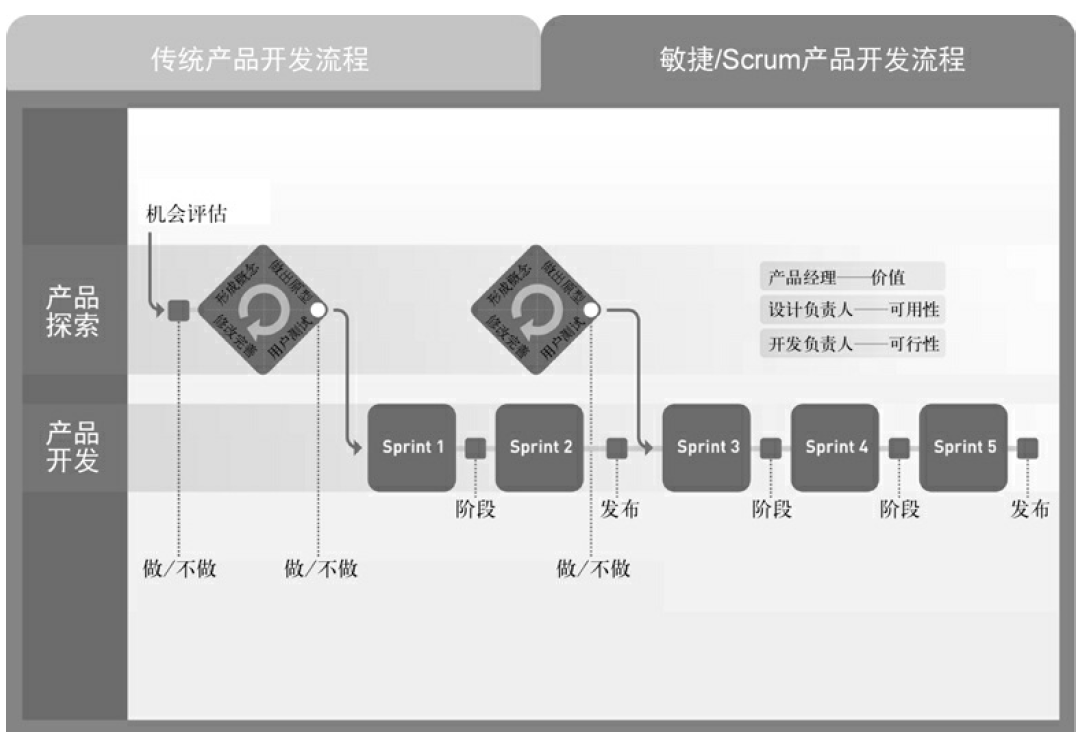 传统产品开发流程
敏捷/Scrum产品开发流程
机会评估
产品
探索
形成概念
做出原型
修改完善
用户测试
形成概念
做出原型
修改完善
用户测试
产品经理——价值
设计负责人——可用性
开发负责人——可行性
产品
开发
Sprint 1
Sprint 2
Sprint 3
Sprint 4
Sprint 5
阶段
发布
阶段
阶段
发布
做/不做
做/不做
做/不做